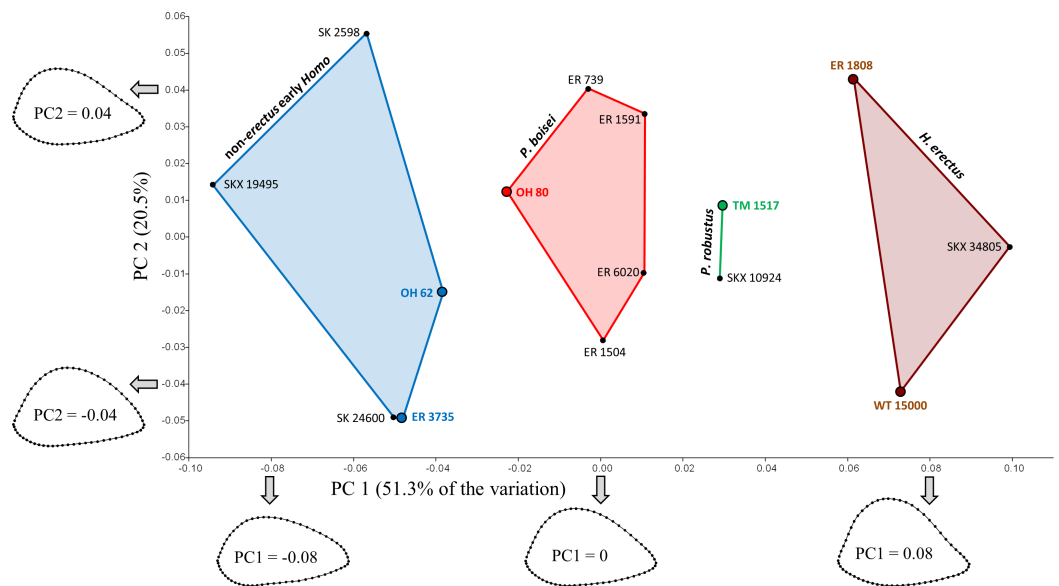 0.06
0.05
0.04
0.03
0.02
0.01
0.00
-0.01
-0.02
-0.03
-0.04
-0.05
-0.06
PC 2 (20.5%)
PC2 = 0.04
PC2 = -0.04
SK 2598
non-erectus early Homo
SKX 19495
OH 62
SK 24600
ER 3735
ER 739
ER 1591
P. boisei
OH 80
ER 6020
ER 1504
TM 1517
P. robustus
SKX 10924
ER 1808
H. erectus
SKX 34805
WT 15000
-0.10
-0.08
-0.06
-0.04
-0.02
0.00
0.02
0.04
0.06
0.08
0.10
PC 1 (51.3% of the variation)
PC1 = -0.08
PC1 = 0
PC1 = 0.08